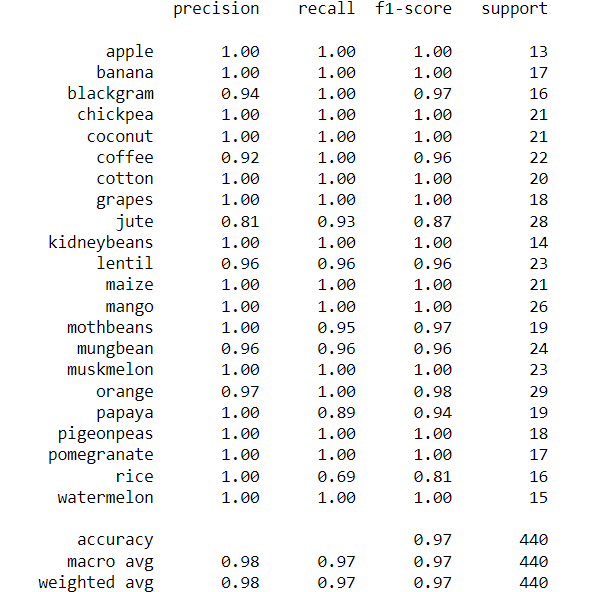 precision recall f1-score support
apple 1.00 1.00 1.00 13
banana 1.00 1.00 1.00 17
blackgram 0.94 1.00 0.97 16
chickpea 1.00 1.00 1.00 21
coconut 1.00 1.00 1.00 21
coffee 0.92 1.00 0.96 22
cotton 1.00 1.00 1.00 20
grapes 1.00 1.00 1.00 18
jute 0.81 0.93 0.87 28
kidneybeans 1.00 1.00 1.00 14
lentil 0.96 0.96 0.96 23
maize 1.00 1.00 1.00 21
mango 1.00 1.00 1.00 26
mothbeans 1.00 0.95 0.97 19
mungbean 0.96 0.96 0.96 24
muskmelon 1.00 1.00 1.00 23
orange 0.97 1.00 0.98 29
papaya 1.00 0.89 0.94 19
pigeonpeas 1.00 1.00 1.00 18
pomegranate 1.00 1.00 1.00 17
rice 1.00 0.69 0.81 16
watermelon 1.00 1.00 1.00 15
accuracy 0.97 440
macro avg 0.98 0.97 0.97 440
weighted avg 0.98 0.97 0.97 440